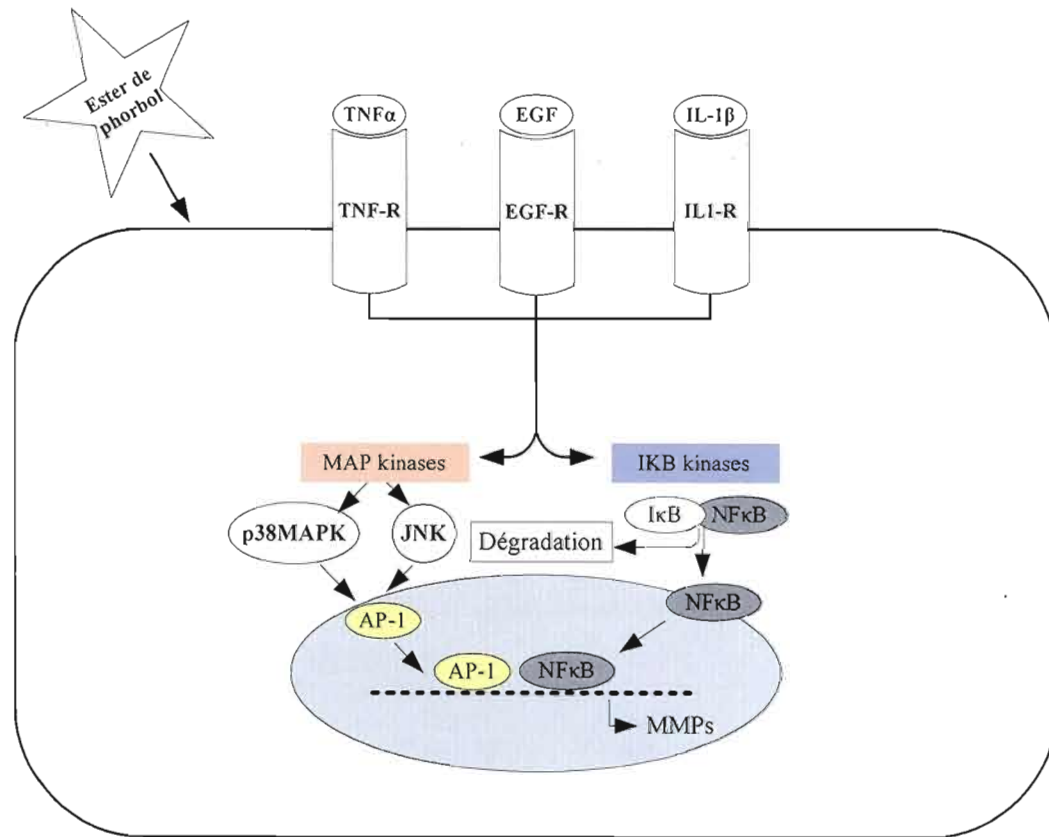 Ester de
phorbol
TNFα
EGF
IL-1β
TNF-R
EGF-R
IL1-R
MAP kinases
IKB kinases
p38MAPK
JNK
Dégradation
IκB
NFκB
NFκB
AP-1
AP-1
NFκB
MMPs